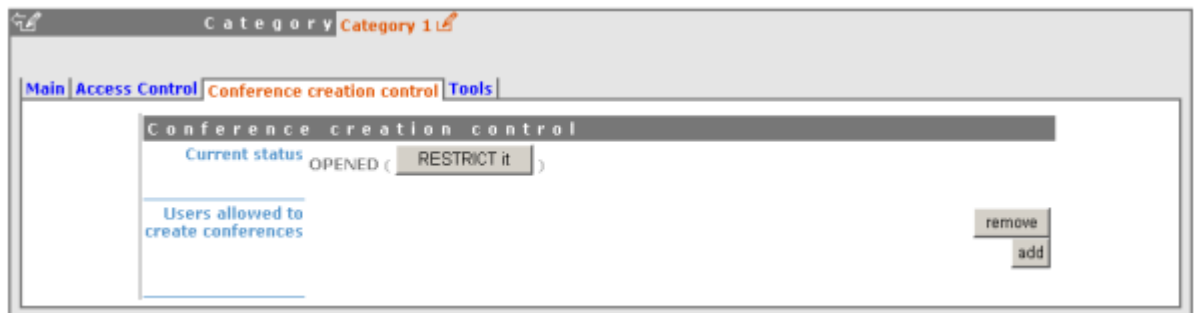 Category Category 1
Main Access Control Conference creation control Tools
Conference creation control
Current status OPENED ( RESTRICT it )
Users allowed to
create conferences
remove
add